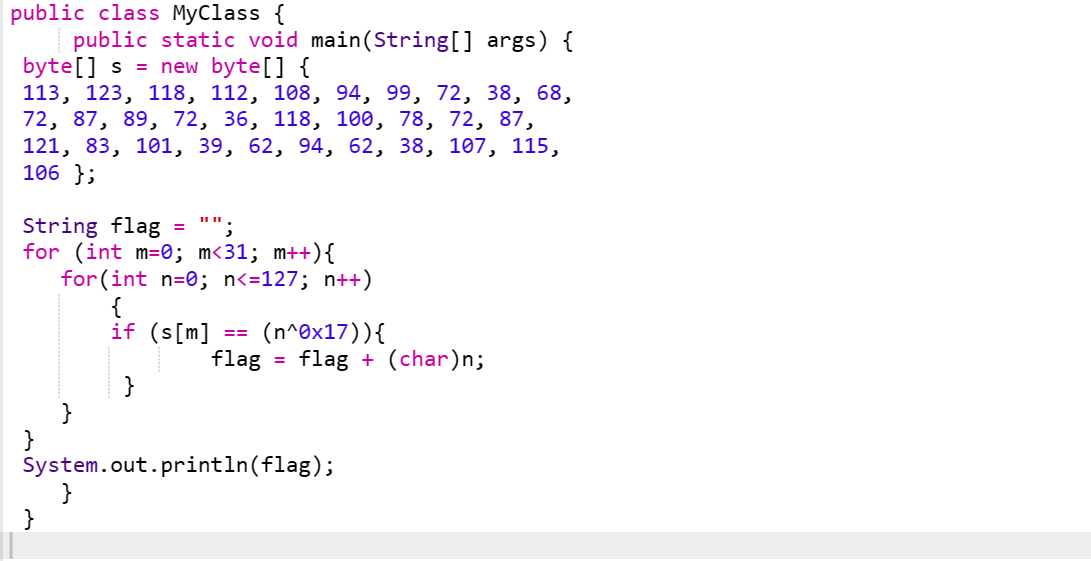 public class MyClass {
public static void main(String[] args) {
byte[] s = new byte[] {
113, 123, 118, 112, 108, 94, 99, 72, 38, 68,
72, 87, 89, 72, 36, 118, 100, 78, 72, 87,
121, 83, 101, 39, 62, 94, 62, 38, 107, 115,
106 };
String flag = "";
for (int m=0; m<31; m++){
for(int n=0; n<=127; n++)
{
if (s[m] == (n^0x17)){
flag = flag + (char)n;
}
}
}
System.out.println(flag);
}
}